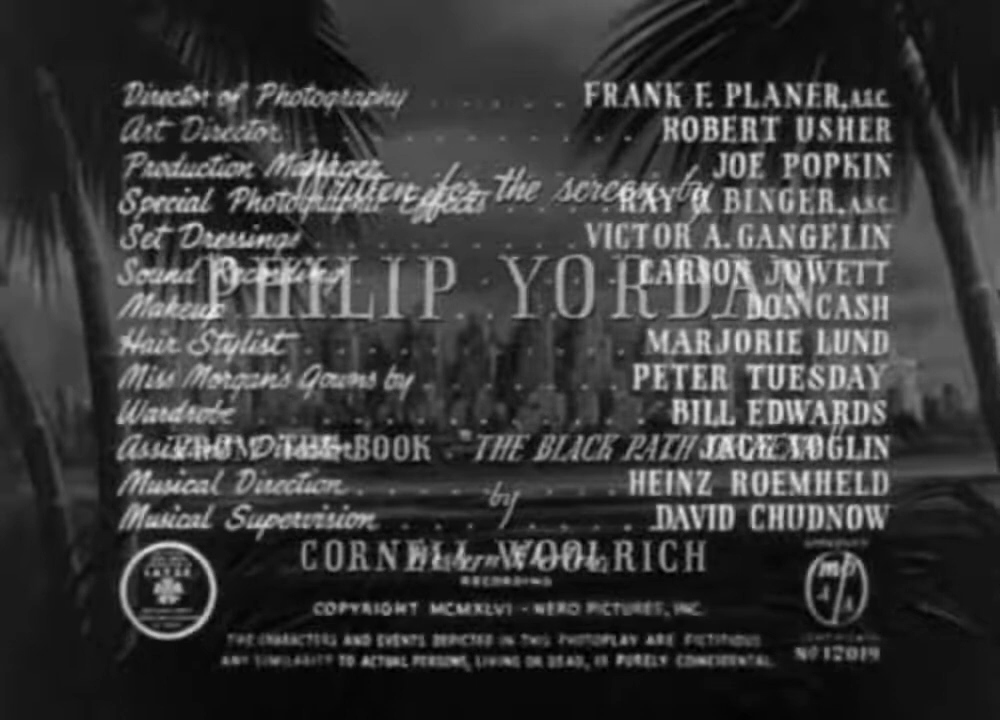 Director of Photography . . . . . . FRANK F. PLANER, A.S.C.
Art Director . . . . . . . . . . ROBERT USHER
Production Manager JOE POPKIN
Written for the screen by
Special Photographic Effects . . . . RAY O. BINGER, A.S.C.
Set Dressings . . . . . . . . VICTOR A. GANGELIN
Sound Recording CARSON JOWETT
PHILIP YORDAN
Makeup DON CASH
Hair Stylist . . . . . . . . . . MARJORIE LUND
Miss Morgan's Gowns by . . . . . . PETER TUESDAY
Wardrobe . . . . . . . . . . . . BILL EDWARDS
Assistant Director JACK VOGLIN
FROM THE BOOK "THE BLACK PATH OF FEAR"
Musical Direction . . . . . . . . HEINZ ROEMHELD
by
Musical Supervision . . . . . . . . DAVID CHUDNOW
CORNELL WOOLRICH
Western Electric
RECORDING
I.A.T.S.E.
COPYRIGHT MCMXLVI - NERO PICTURES, INC.
THE CHARACTERS AND EVENTS DEPICTED IN THIS PHOTOPLAY ARE FICTITIOUS.
ANY SIMILARITY TO ACTUAL PERSONS, LIVING OR DEAD, IS PURELY COINCIDENTAL.
APPROVED
MPAA
CERTIFICATE
Nº 12019